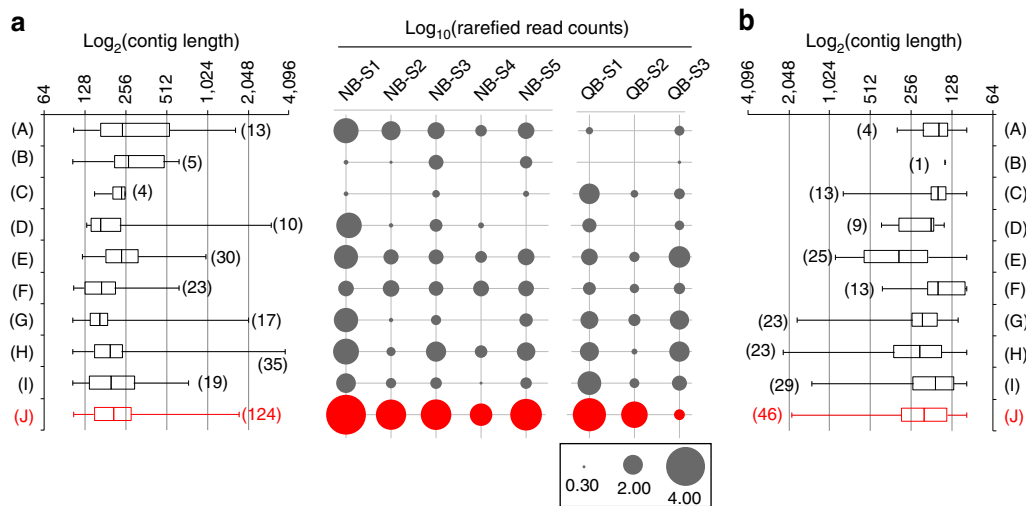 a
b
Log2(contig length)
Log10(rarefied read counts)
Log2(contig length)
64 128 256 512 1,024 2,048 4,096
NB-S1 NB-S2 NB-S3 NB-S4 NB-S5 QB-S1 QB-S2 QB-S3
4,096 2,048 1,024 512 256 128 64
(A) (13) (4) (A)
(B) (5) (1) (B)
(C) (4) (13) (C)
(D) (10) (9) (D)
(E) (30) (25) (E)
(F) (23) (13) (F)
(G) (17) (23) (G)
(H) (35) (23) (H)
(I) (19) (29) (I)
(J) (124) (46) (J)
0.30 2.00 4.00